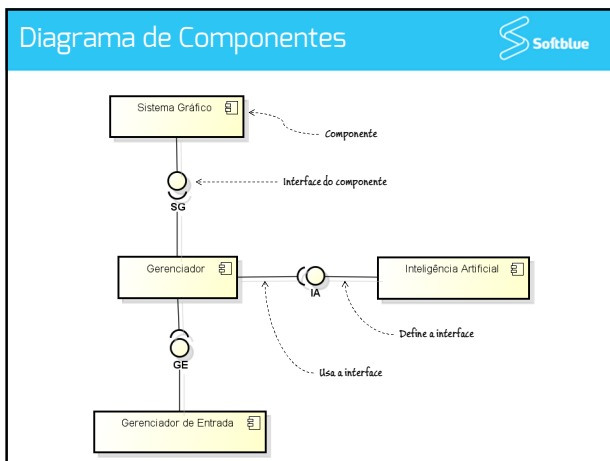 Diagrama de Componentes
Softblue
Sistema Gráfico
Componente
Interface do componente
SG
Gerenciador
Inteligência Artificial
IA
Define a interface
GE
Usa a interface
Gerenciador de Entrada